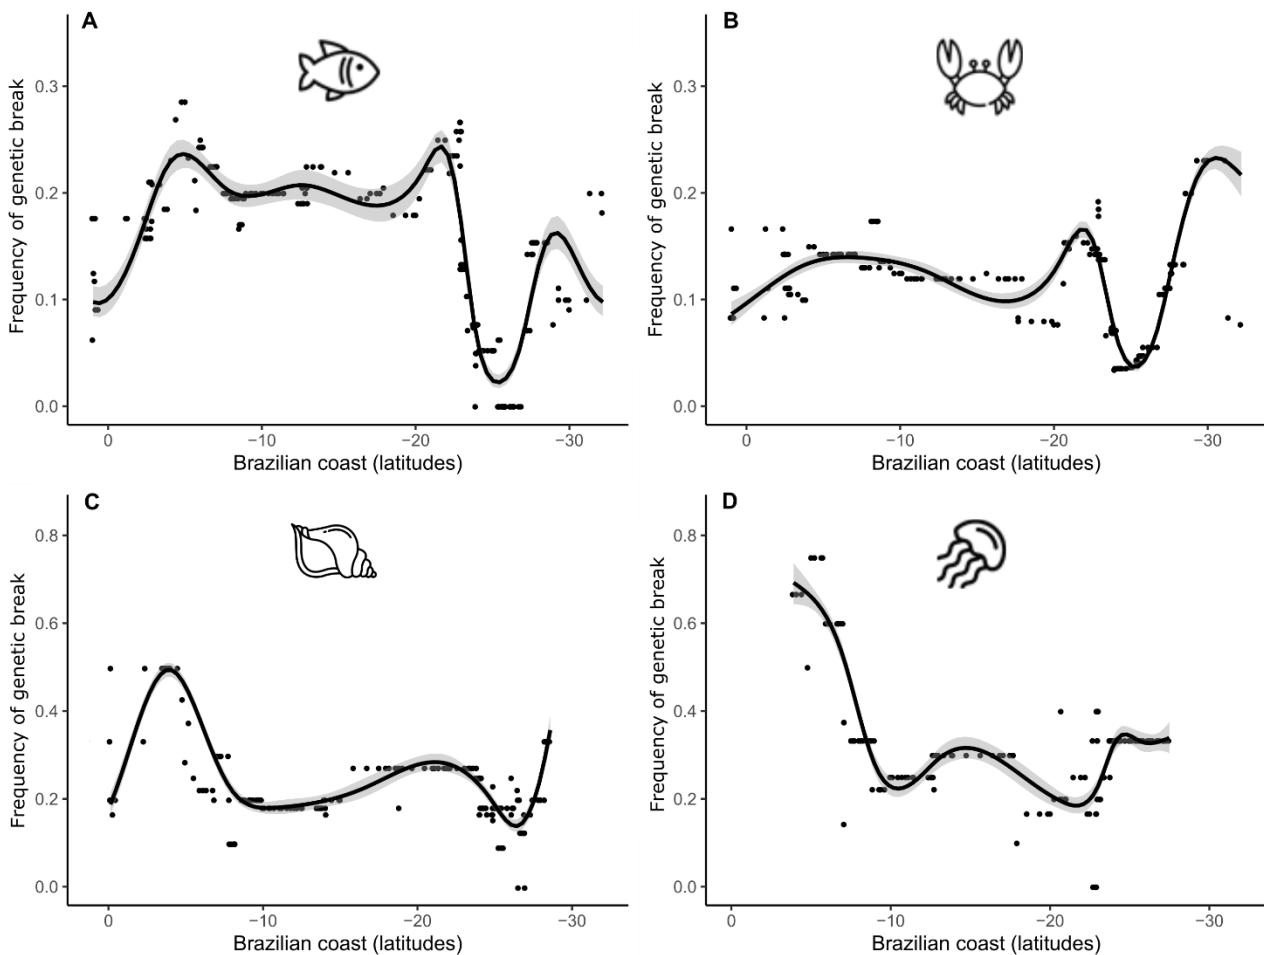 A
Frequency of genetic break
0.3
0.2
0.1
0.0
0
−10
−20
−30
Brazilian coast (latitudes)
B
Frequency of genetic break
0.3
0.2
0.1
0.0
0
−10
−20
−30
Brazilian coast (latitudes)
C
Frequency of genetic break
0.8
0.6
0.4
0.2
0.0
0
−10
−20
−30
Brazilian coast (latitudes)
D
Frequency of genetic break
0.8
0.6
0.4
0.2
0.0
0
−10
−20
−30
Brazilian coast (latitudes)